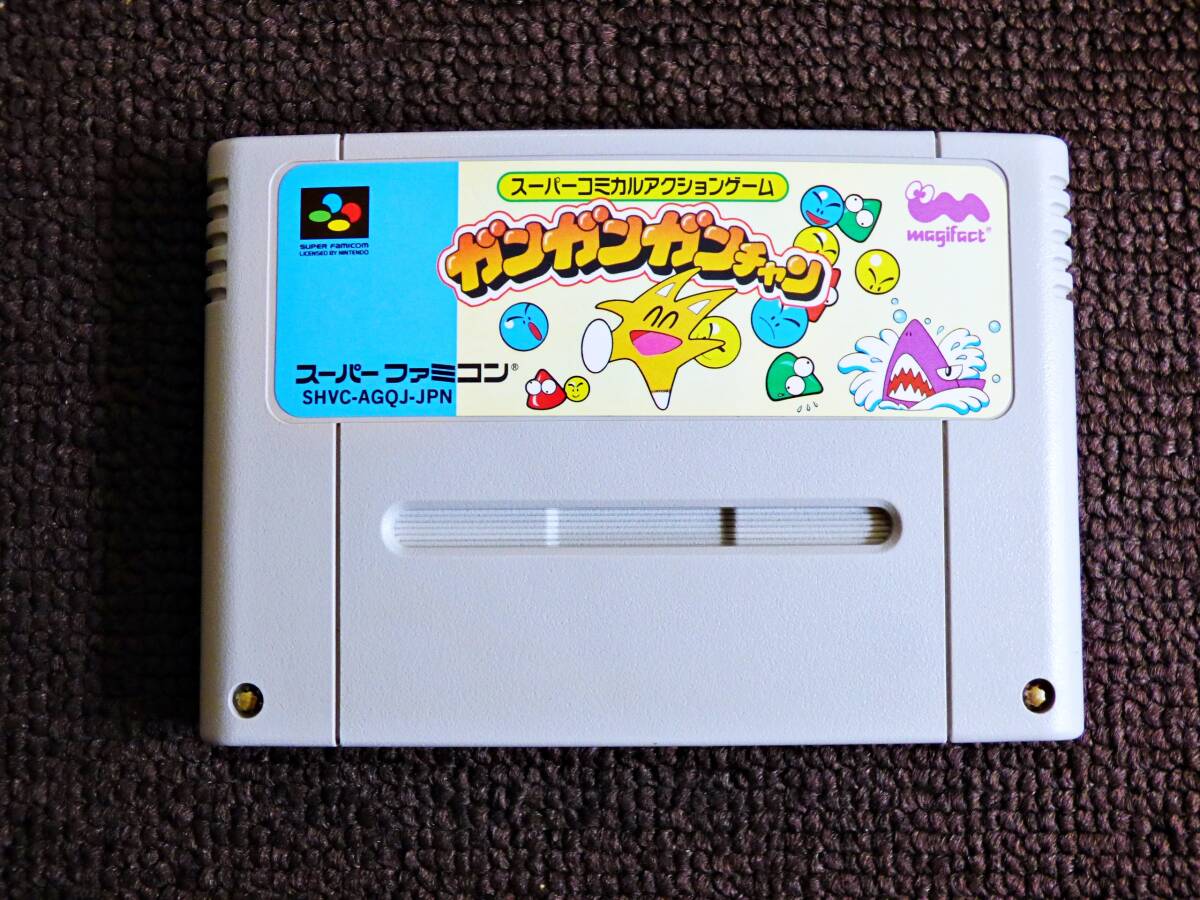 スーパーコミカルアクションゲーム
ガンガンガンチャン
SUPER FAMICOM
LICENSED BY NINTENDO
magifact®
スーパーファミコン®
SHVC-AGQJ-JPN